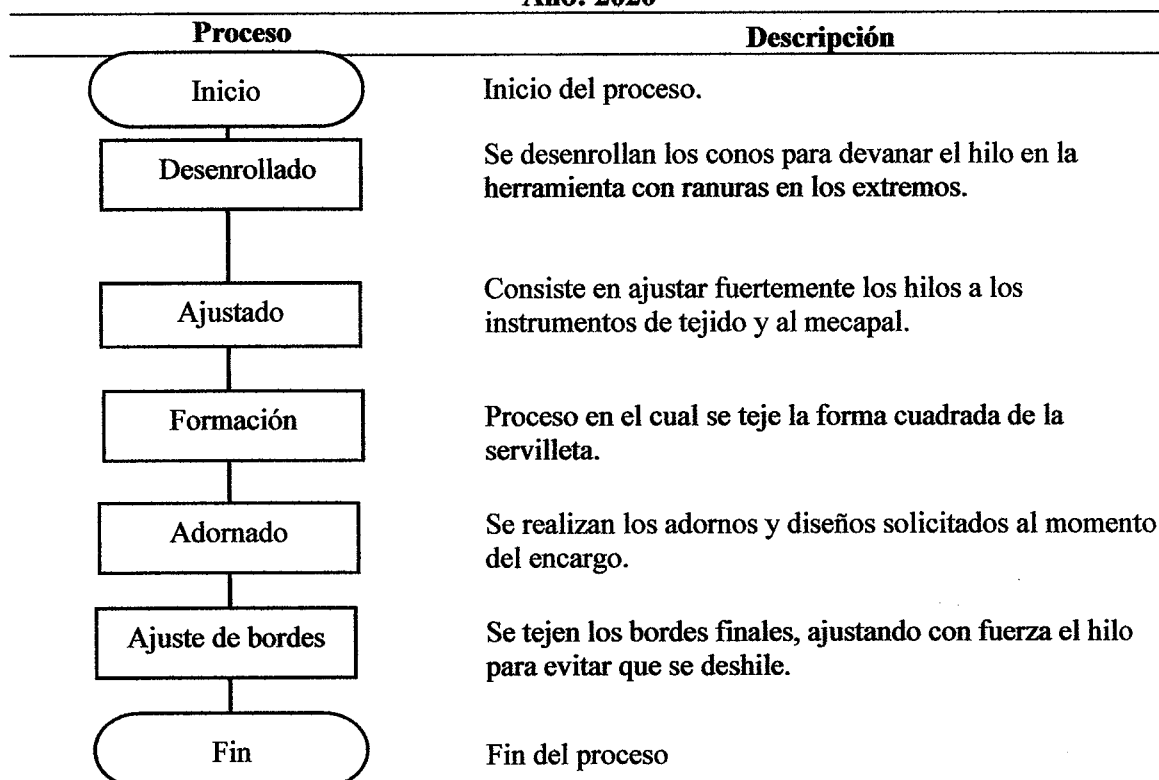 Proceso Descripción
Inicio Inicio del proceso.
Desenrollado
Se desenrollan los conos para devanar el hilo en la
herramienta con ranuras en los extremos.
Ajustado
Consiste en ajustar fuertemente los hilos a los
instrumentos de tejido y al mecapal.
Formación
Proceso en el cual se teje la forma cuadrada de la
servilleta.
Adornado
Se realizan los adornos y diseños solicitados al momento
del encargo.
Ajuste de bordes
Se tejen los bordes finales, ajustando con fuerza el hilo
para evitar que se deshile.
Fin Fin del proceso